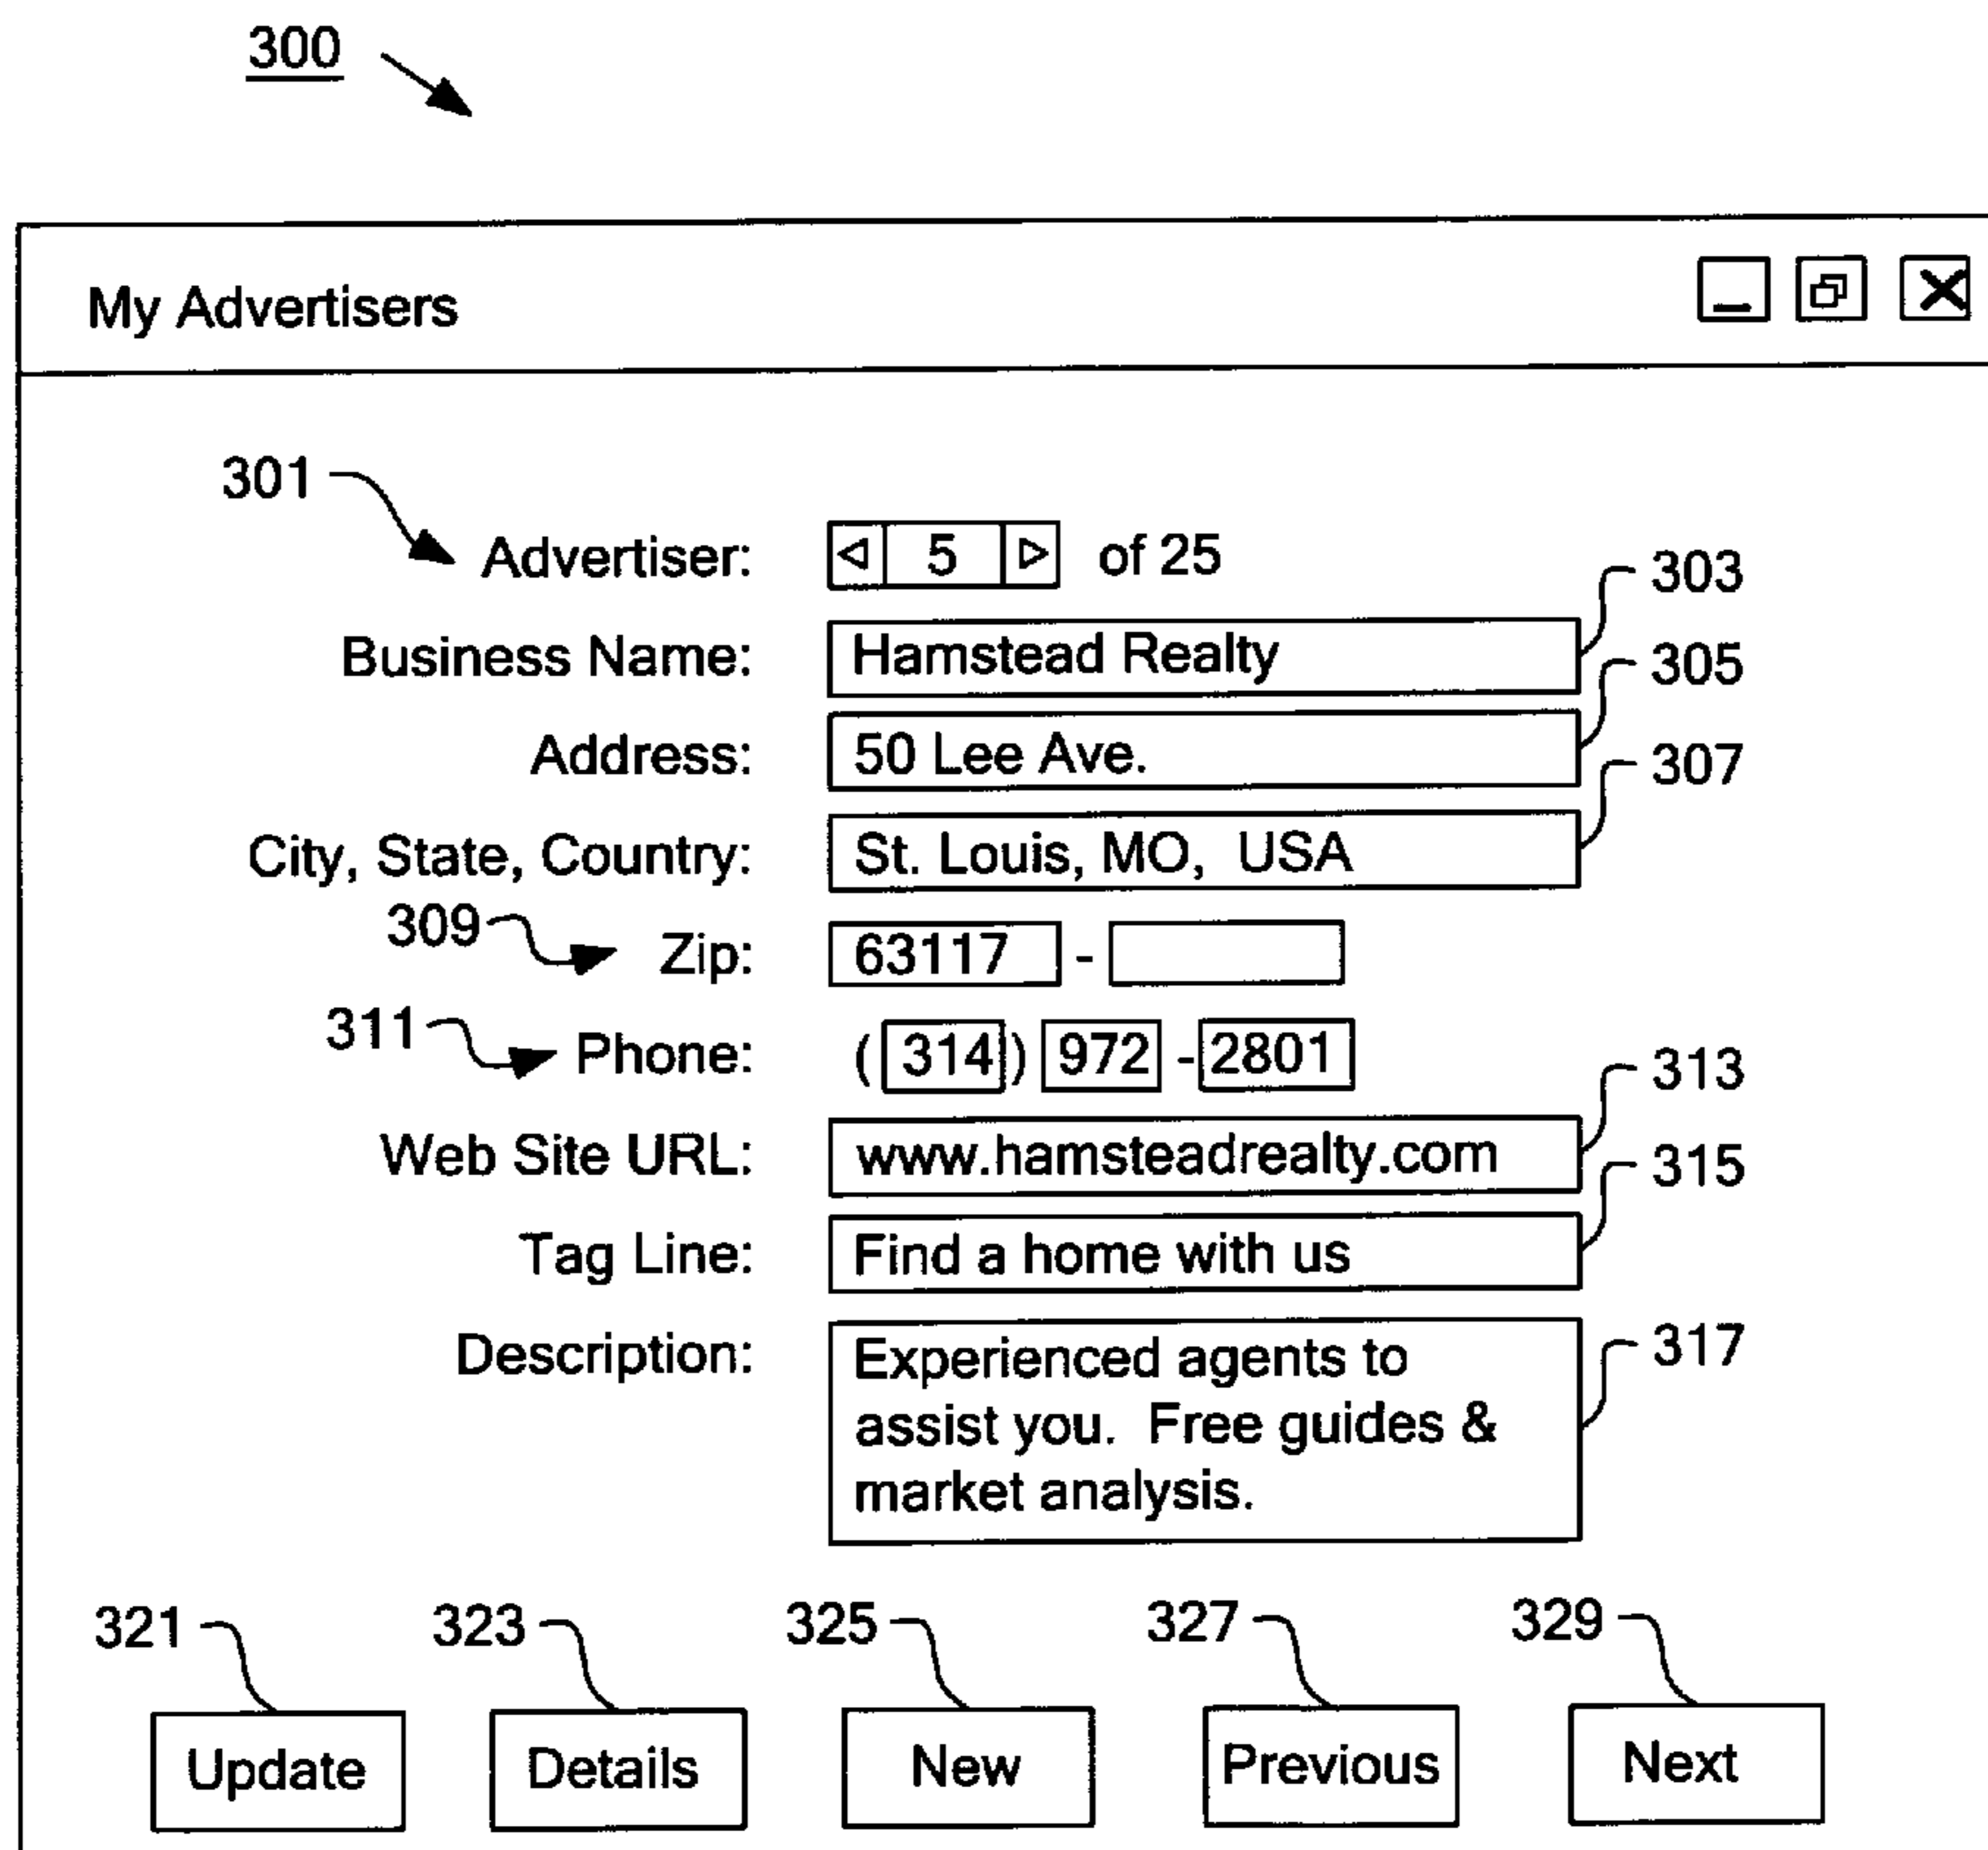 300
My Advertisers
301
Advertiser: 5 of 25
303
Business Name: Hamstead Realty
305
Address: 50 Lee Ave.
307
City, State, Country: St. Louis, MO, USA
309
Zip: 63117 -
311
Phone: (314) 972 - 2801
313
Web Site URL: www.hamsteadrealty.com
315
Tag Line: Find a home with us
317
Description: Experienced agents to
assist you. Free guides &
market analysis.
321 323 325 327 329
Update Details New Previous Next